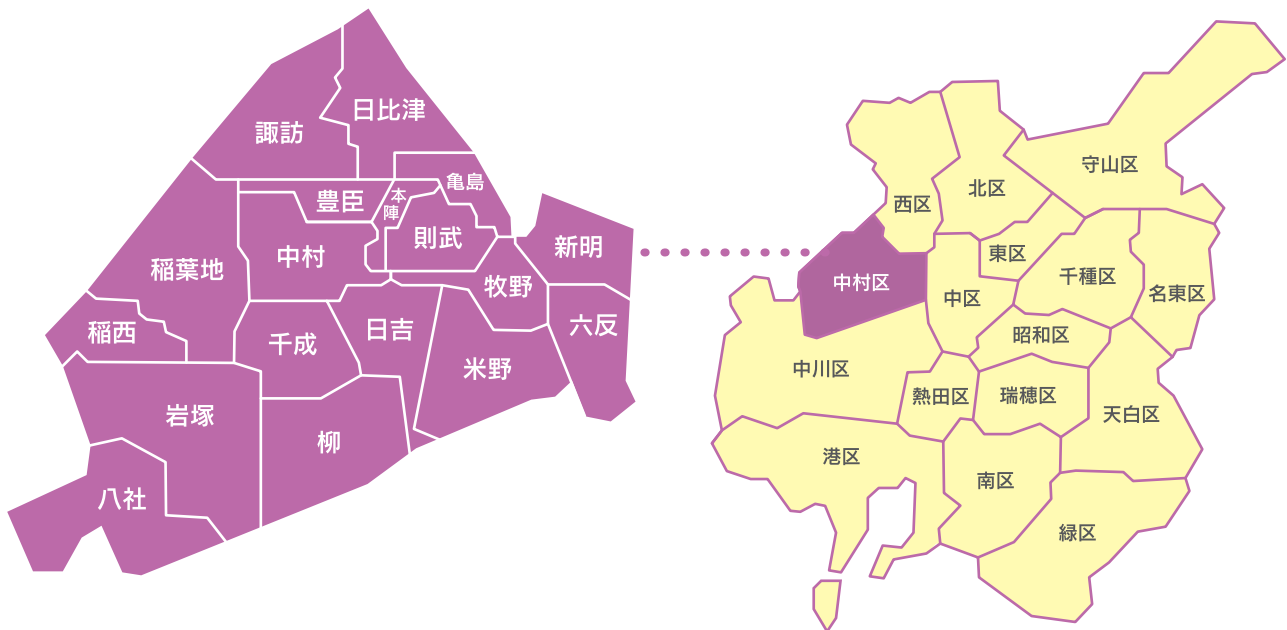 日比津
諏訪
亀島
豊臣
本
陣
則武
中村
新明
稲葉地
牧野
稲西
千成
日吉
六反
米野
岩塚
柳
八社
守山区
北区
西区
東区
中村区
千種区
中区
名東区
昭和区
中川区
熱田区
瑞穂区
天白区
港区
南区
緑区